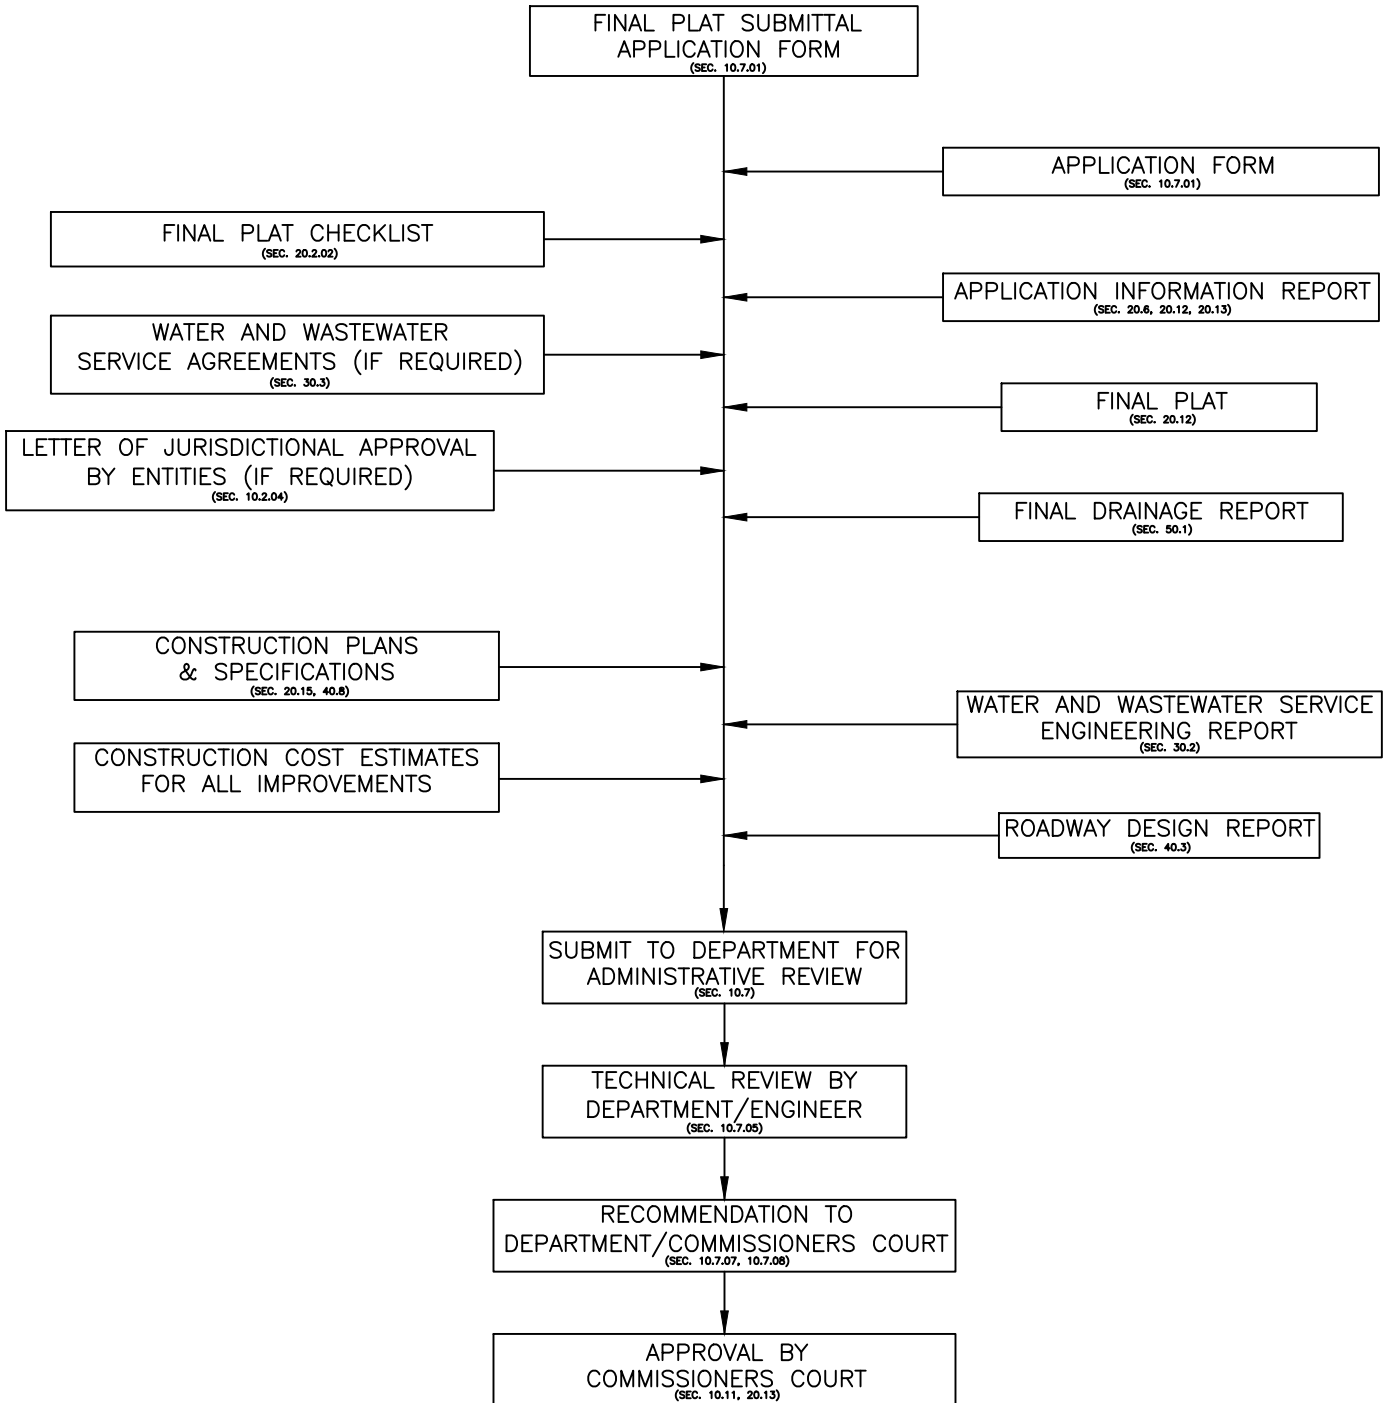 FINAL PLAT SUBMITTAL
APPLICATION FORM
(SEC. 10.7.01)
APPLICATION FORM
(SEC. 10.7.01)
FINAL PLAT CHECKLIST
(SEC. 20.2.02)
APPLICATION INFORMATION REPORT
(SEC. 20.6, 20.12, 20.13)
WATER AND WASTEWATER
SERVICE AGREEMENTS (IF REQUIRED)
(SEC. 30.3)
FINAL PLAT
(SEC. 20.12)
LETTER OF JURISDICTIONAL APPROVAL
BY ENTITIES (IF REQUIRED)
(SEC. 10.2.04)
FINAL DRAINAGE REPORT
(SEC. 50.1)
CONSTRUCTION PLANS
& SPECIFICATIONS
(SEC. 20.15, 40.8)
WATER AND WASTEWATER SERVICE
ENGINEERING REPORT
(SEC. 30.2)
CONSTRUCTION COST ESTIMATES
FOR ALL IMPROVEMENTS
ROADWAY DESIGN REPORT
(SEC. 40.3)
SUBMIT TO DEPARTMENT FOR
ADMINISTRATIVE REVIEW
(SEC. 10.7)
TECHNICAL REVIEW BY
DEPARTMENT/ENGINEER
(SEC. 10.7.05)
RECOMMENDATION TO
DEPARTMENT/COMMISSIONERS COURT
(SEC. 10.7.07, 10.7.08)
APPROVAL BY
COMMISSIONERS COURT
(SEC. 10.11, 20.13)